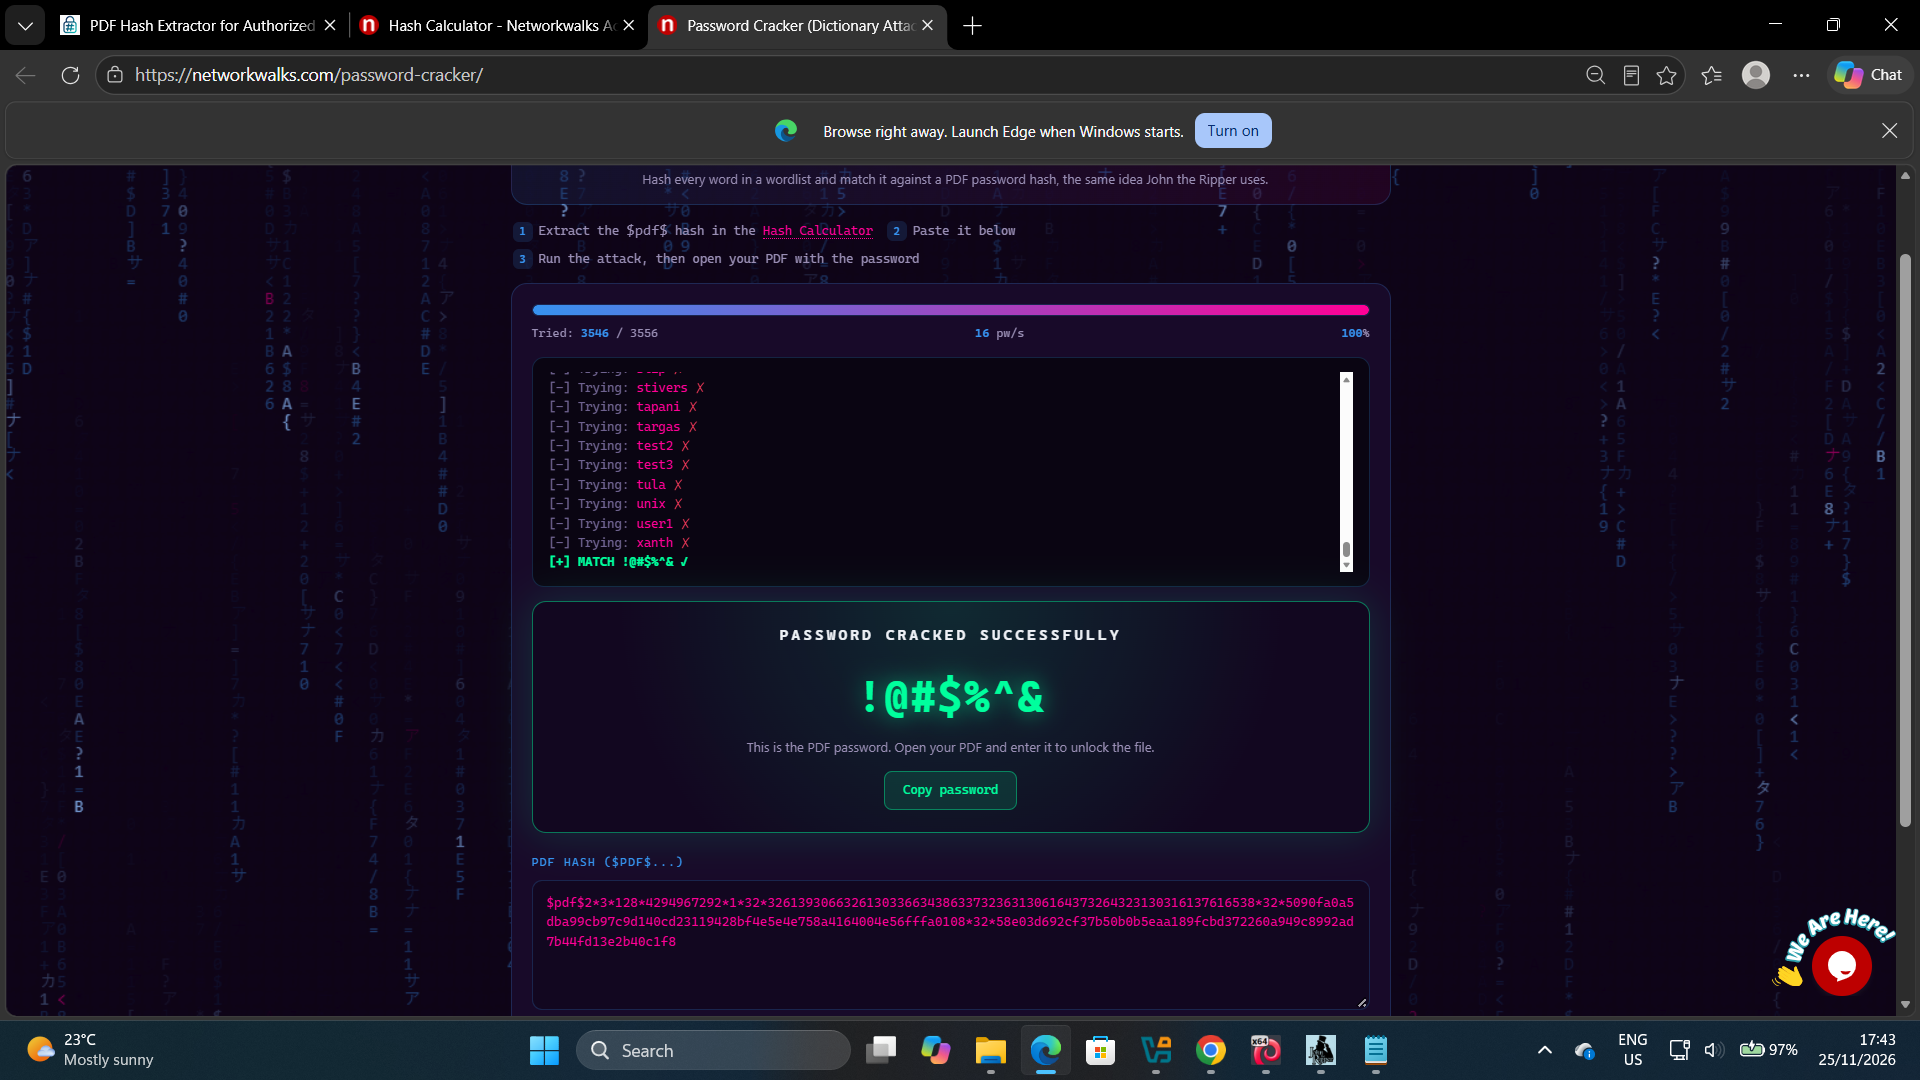 PDF Hash Extractor for Authorized
Hash Calculator - Networkwalks Ac
Password Cracker (Dictionary Attac
https://networkwalks.com/password-cracker/
Chat
Browse right away. Launch Edge when Windows starts.
Turn on
Hash every word in a wordlist and match it against a PDF password hash, the same idea John the Ripper uses.
1 Extract the $pdf$ hash in the Hash Calculator 2 Paste it below
3 Run the attack, then open your PDF with the password
Tried: 3546 / 3556
16 pw/s
100%
[-] Trying: stivers ✗
[-] Trying: tapani ✗
[-] Trying: targas ✗
[-] Trying: test2 ✗
[-] Trying: test3 ✗
[-] Trying: tula ✗
[-] Trying: unix ✗
[-] Trying: user1 ✗
[-] Trying: xanth ✗
[+] MATCH !@#$%^& ✓
PASSWORD CRACKED SUCCESSFULLY
!@#$%^&
This is the PDF password. Open your PDF and enter it to unlock the file.
Copy password
PDF HASH ($PDF$...)
$pdf$2*3*128*4294967292*1*32*3261393066326130336634386337323631306164373264323130316137616538*32*5090fa0a5
dba99cb97c9d140cd23119428bf4e5e4e758a4164004e56fffa0108*32*58e03d692cf37b50b0b5eaa189fcbd372260a949c8992ad
7b44fd13e2b40c1f8
We Are Here!
23°C
Mostly sunny
Search
ENG
US
97%
17:43
25/11/2026